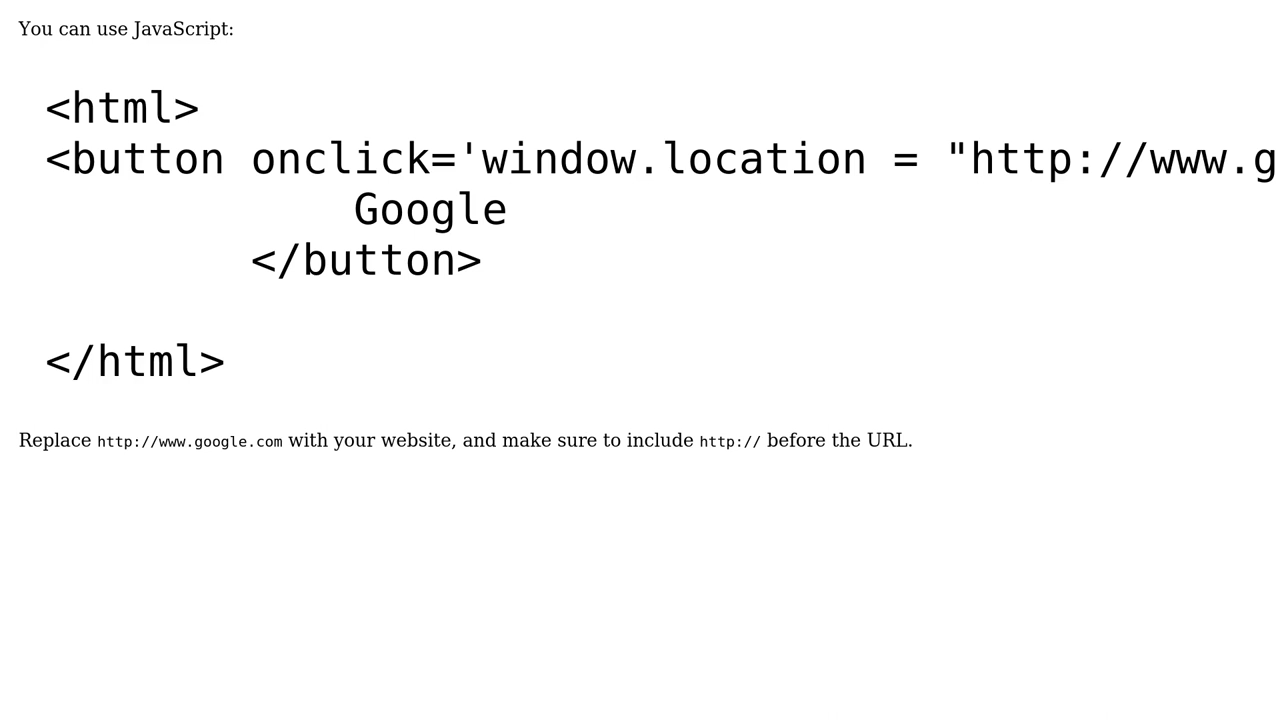 You can use JavaScript:
<html>
<button onclick='window.location = "http://www.g
Google
</button>
</html>
Replace http://www.google.com with your website, and make sure to include http:// before the URL.